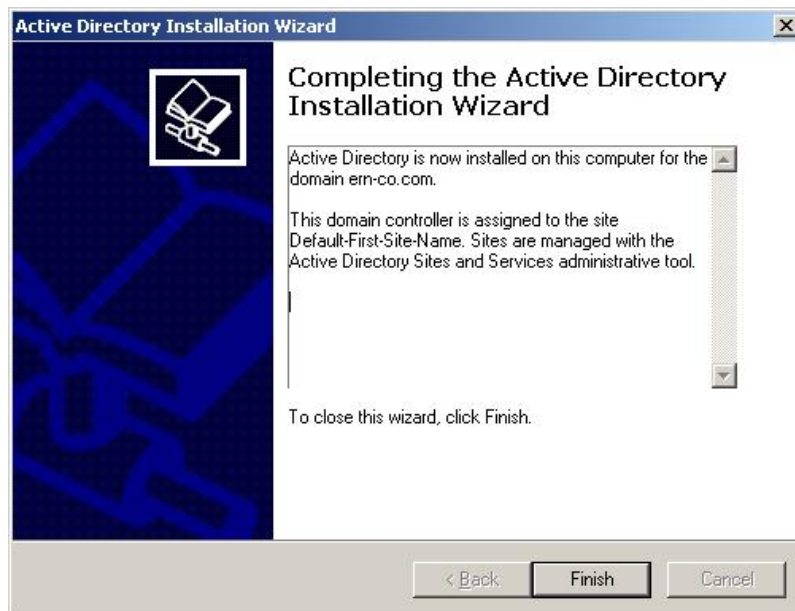 Active Directory Installation Wizard
Completing the Active Directory
Installation Wizard
Active Directory is now installed on this computer for the
domain ern-co.com.
This domain controller is assigned to the site
Default-First-Site-Name. Sites are managed with the
Active Directory Sites and Services administrative tool.
To close this wizard, click Finish.
< Back
Finish
Cancel